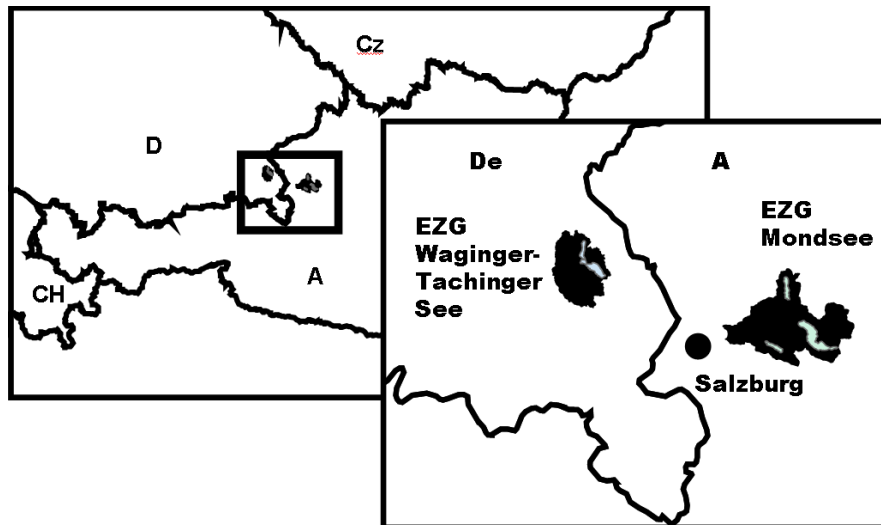 Cz
D
A
CH
De
A
EZG
Waginger-
Tachinger
See
EZG
Mondsee
Salzburg